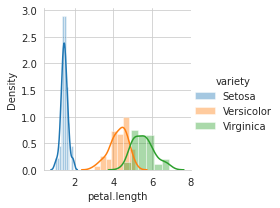 3.0
2.5
2.0
1.5
1.0
0.5
0.0
Density
2 4 6 8
petal.length
variety
Setosa
Versicolor
Virginica